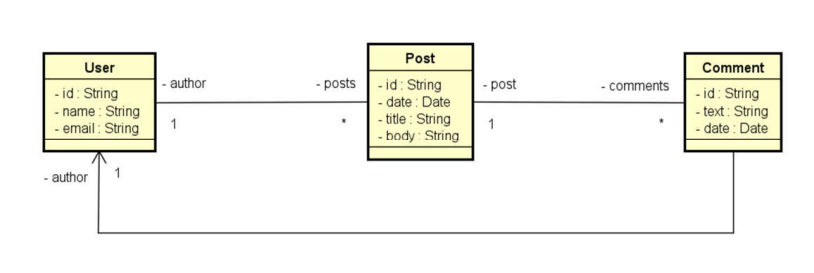 User
- id : String
- name : String
- email : String
- author
1
- posts
*
Post
- id : String
- date : Date
- title : String
- body : String
- post
1
- comments
*
Comment
- id : String
- text : String
- date : Date
- author
1